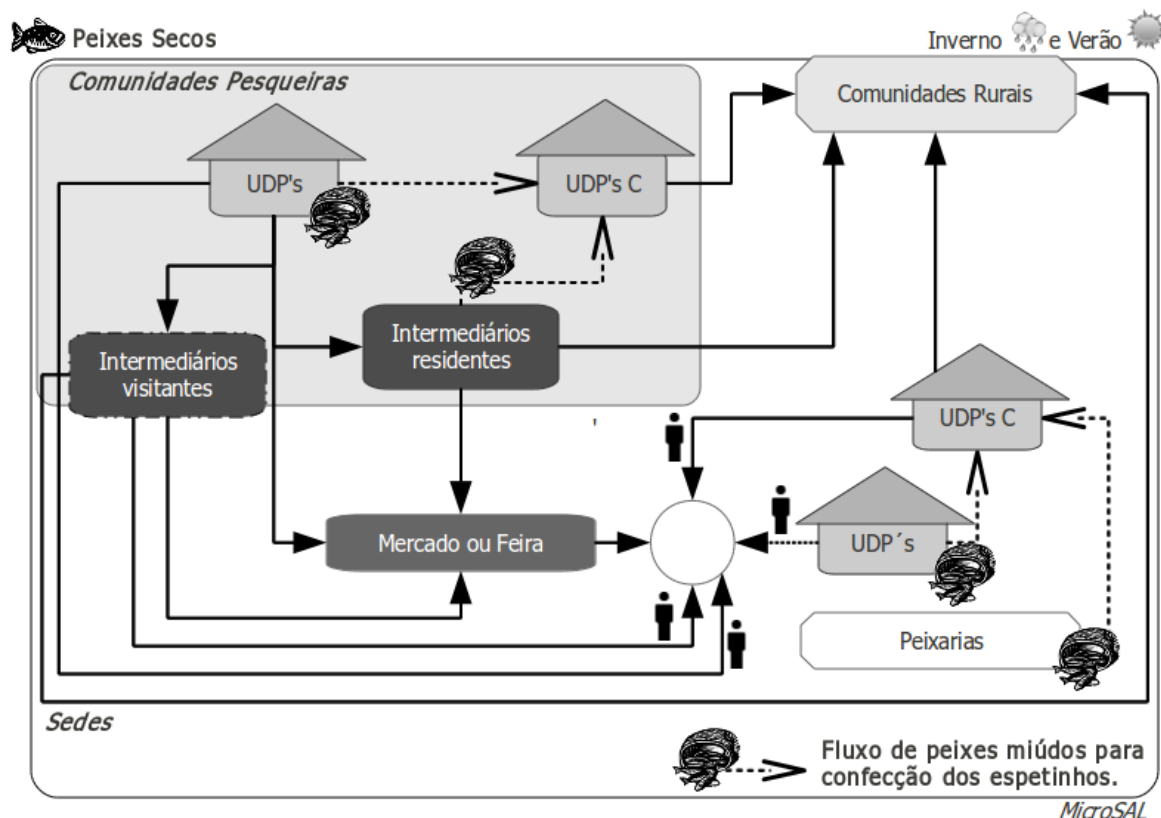 Peixes Secos
Inverno e Verão
Comunidades Pesqueiras
Comunidades Rurais
UDP's
UDP's C
Intermediários
residentes
Intermediários
visitantes
UDP's C
Mercado ou Feira
UDP´s
Peixarias
Sedes
Fluxo de peixes miúdos para
confecção dos espetinhos.
MicroSAL